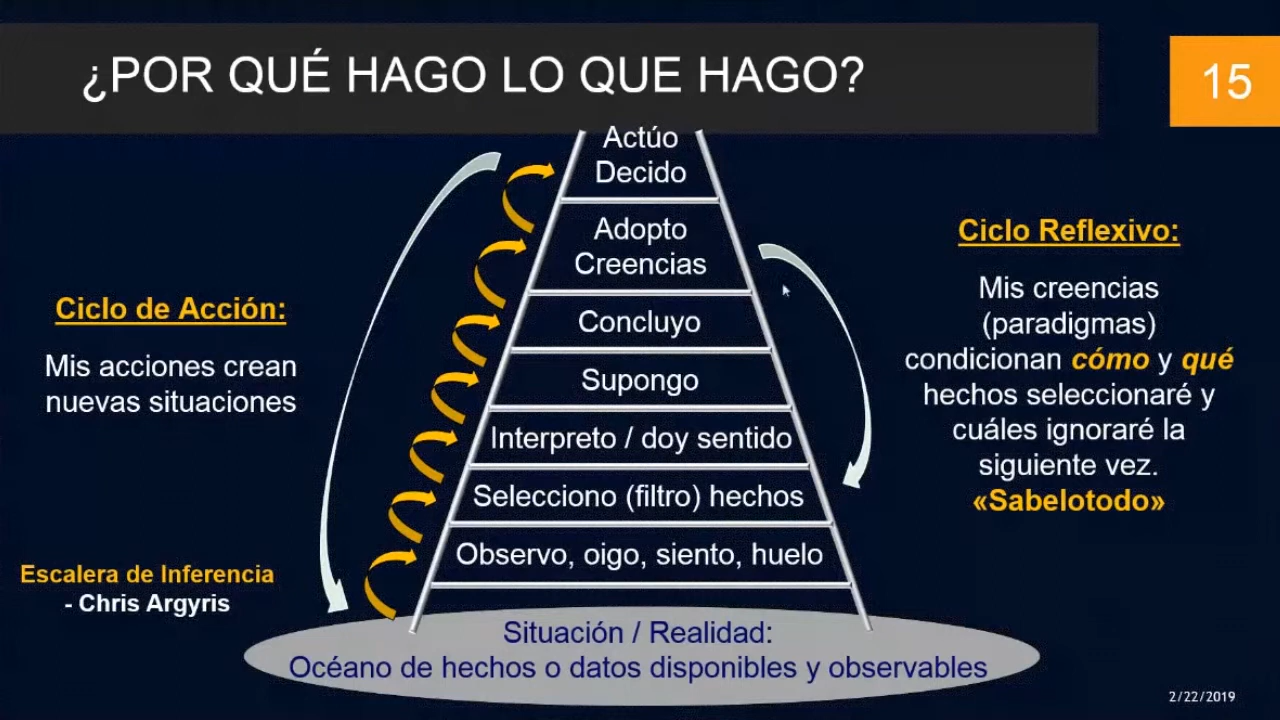 ¿POR QUÉ HAGO LO QUE HAGO?
15
Actúo
Decido
Adopto
Creencias
Concluyo
Supongo
Interpreto / doy sentido
Selecciono (filtro) hechos
Observo, oigo, siento, huelo
Situación / Realidad:
Océano de hechos o datos disponibles y observables
Ciclo de Acción:
Mis acciones crean
nuevas situaciones
Escalera de Inferencia
- Chris Argyris
Ciclo Reflexivo:
Mis creencias
(paradigmas)
condicionan cómo y qué
hechos seleccionaré y
cuáles ignoraré la
siguiente vez.
«Sabelotodo»
2/22/2019